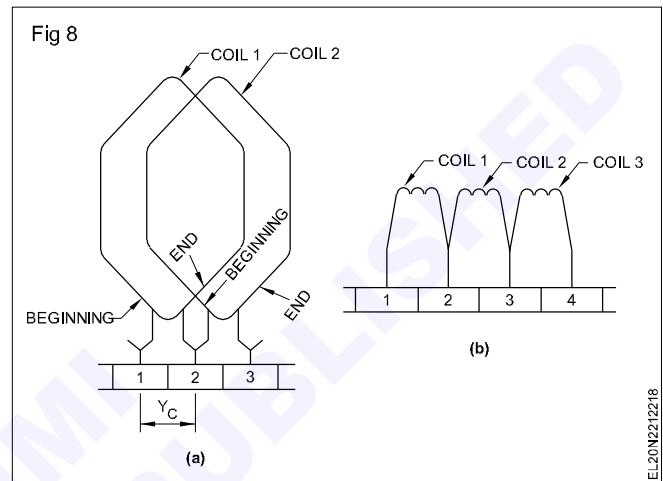 Fig 8
COIL 1
COIL 2
END
BEGINNING
BEGINNING
END
1 2 3
Y_C
(a)
COIL 1
COIL 2
COIL 3
1 2 3 4
(b)
EL20N2212218
PUBLISHED